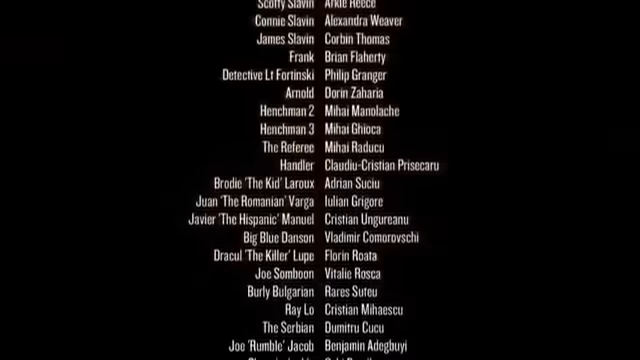 Scotty Slavin Arkie Reece
Connie Slavin Alexandra Weaver
James Slavin Corbin Thomas
Frank Brian Flaherty
Detective Lt Fortinski Philip Granger
Arnold Dorin Zaharia
Henchman 2 Mihai Manolache
Henchman 3 Mihai Ghioca
The Referee Mihai Raducu
Handler Claudiu-Cristian Prisecaru
Brodie 'The Kid' Laroux Adrian Suciu
Juan 'The Romanian' Varga Iulian Grigore
Javier 'The Hispanic' Manuel Cristian Ungureanu
Big Blue Danson Vladimir Comorovschi
Dracul 'The Killer' Lupe Florin Roata
Joe Somboon Vitalie Rosca
Burly Bulgarian Rares Suteu
Ray Lo Cristian Mihaescu
The Serbian Dumitru Cucu
Joe 'Rumble' Jacob Benjamin Adegbuyi